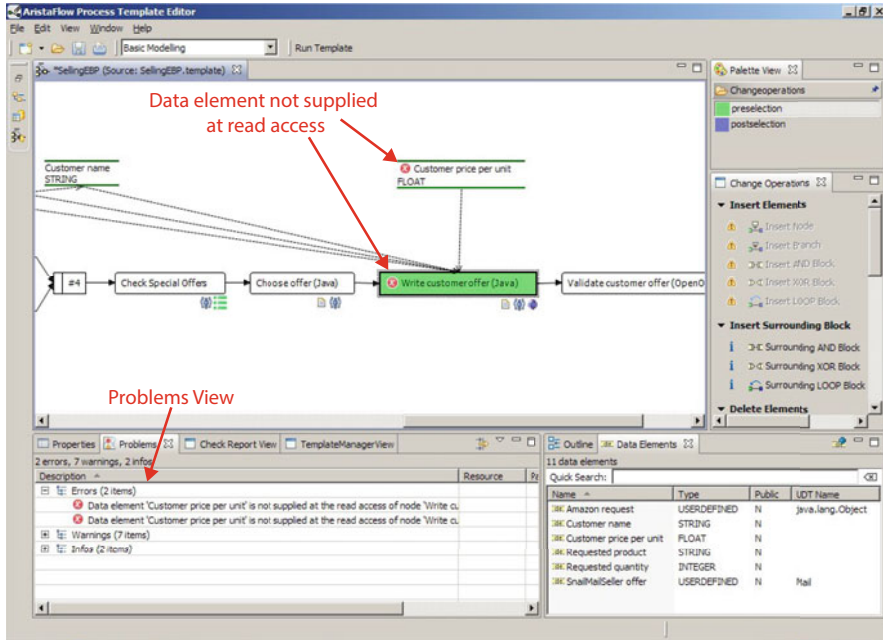 AristaFlow Process Template Editor
File Edit View Window Help
Basic Modelling
Run Template
*SellingEBP (Source: SellingEBP.template)
Data element not supplied
at read access
Customer name
STRING
Customer price per unit
FLOAT
#4
Check Special Offers
Choose offer (Java)
Write customer offer (Java)
Validate customer offer (OpenO
Palette View
Changeoperations
preselection
postselection
Change Operations
Insert Elements
Insert Node
Insert Branch
Insert AND Block
Insert XOR Block
Insert LOOP Block
Insert Surrounding Block
Surrounding AND Block
Surrounding XOR Block
Surrounding LOOP Block
Delete Elements
Problems View
Properties Problems Check Report View TemplateManagerView
2 errors, 7 warnings, 2 infos
Description Resource Pa
Errors (2 items)
Data element 'Customer price per unit' is not supplied at the read access of node 'Write cu
Data element 'Customer price per unit' is not supplied at the read access of node 'Write cu
Warnings (7 items)
Infos (2 items)
Outline Data Elements
11 data elements
Quick Search:
Name Type Public UDT Name
Amazon request USERDEFINED N java.lang.Object
Customer name STRING N
Customer price per unit FLOAT N
Requested product STRING N
Requested quantity INTEGER N
SnailMailSeller offer USERDEFINED N Mail